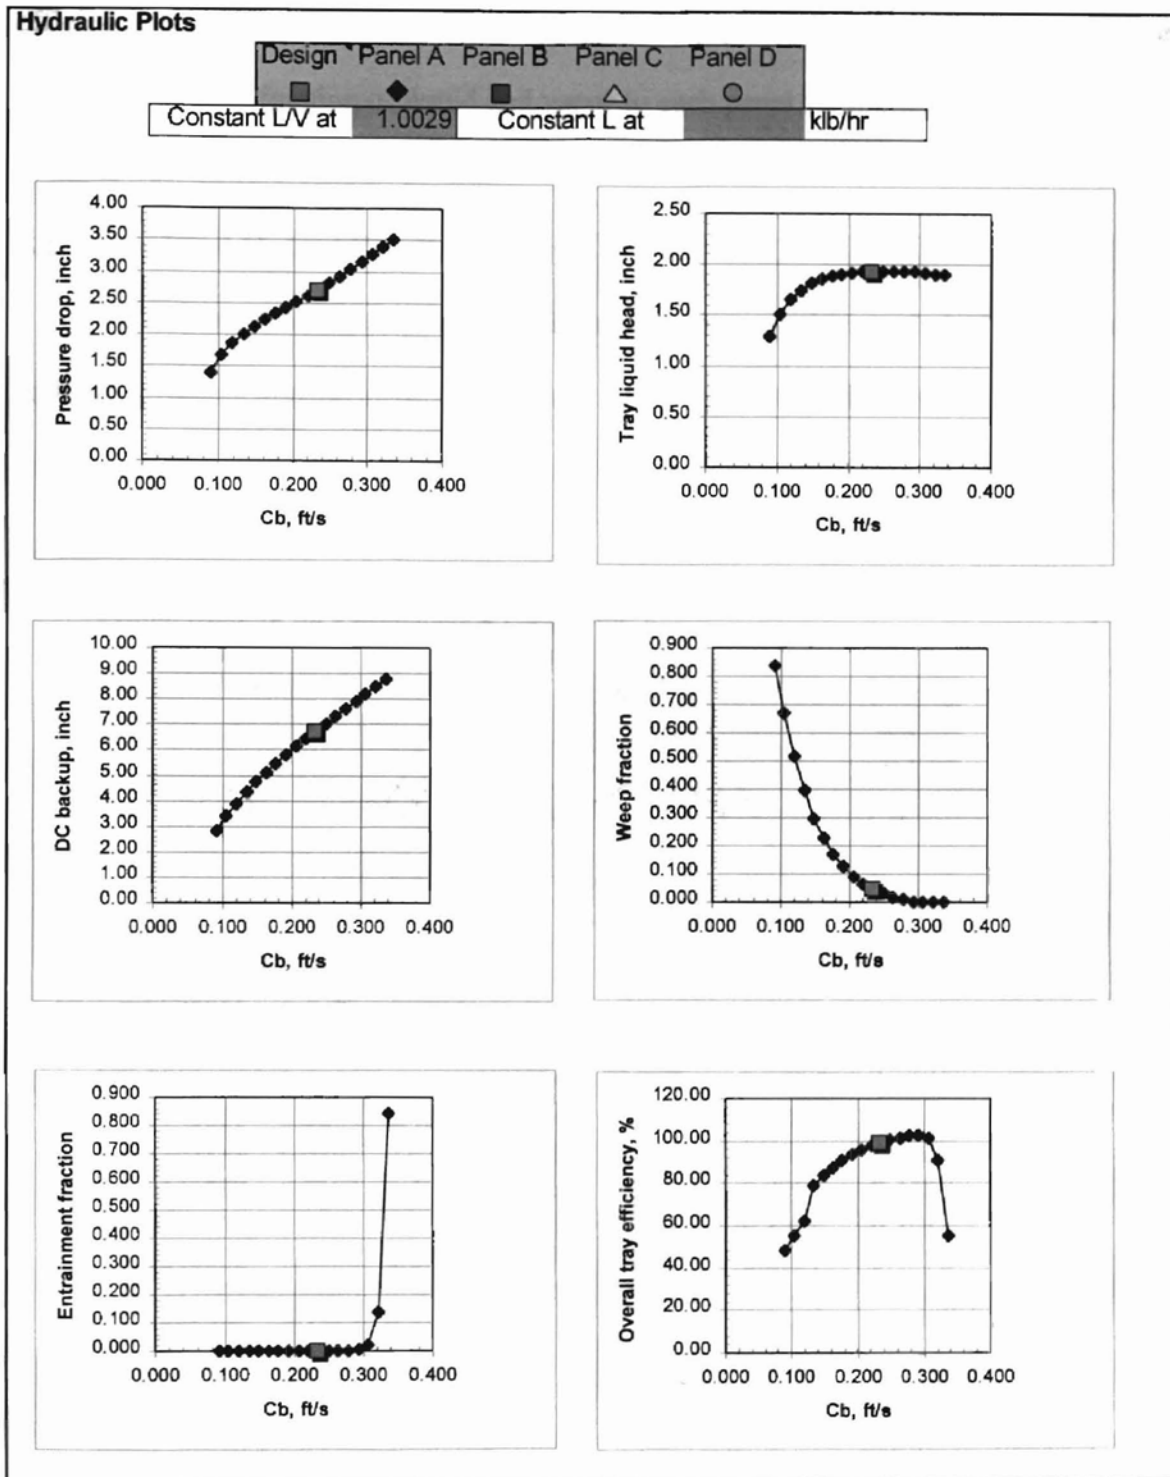 Hydraulic Plots
Design Panel A Panel B Panel C Panel D
Constant L/V at 1.0029 Constant L at klb/hr
4.00
3.50
3.00
2.50
2.00
1.50
1.00
0.50
0.00
Pressure drop, inch
0.000 0.100 0.200 0.300 0.400
Cb, ft/s
2.50
2.00
1.50
1.00
0.50
0.00
Tray liquid head, inch
0.000 0.100 0.200 0.300 0.400
Cb, ft/s
10.00
9.00
8.00
7.00
6.00
5.00
4.00
3.00
2.00
1.00
0.00
DC backup, inch
0.000 0.100 0.200 0.300 0.400
Cb, ft/s
0.900
0.800
0.700
0.600
0.500
0.400
0.300
0.200
0.100
0.000
Weep fraction
0.000 0.100 0.200 0.300 0.400
Cb, ft/s
0.900
0.800
0.700
0.600
0.500
0.400
0.300
0.200
0.100
0.000
Entrainment fraction
0.000 0.100 0.200 0.300 0.400
Cb, ft/s
120.00
100.00
80.00
60.00
40.00
20.00
0.00
Overall tray efficiency, %
0.000 0.100 0.200 0.300 0.400
Cb, ft/s